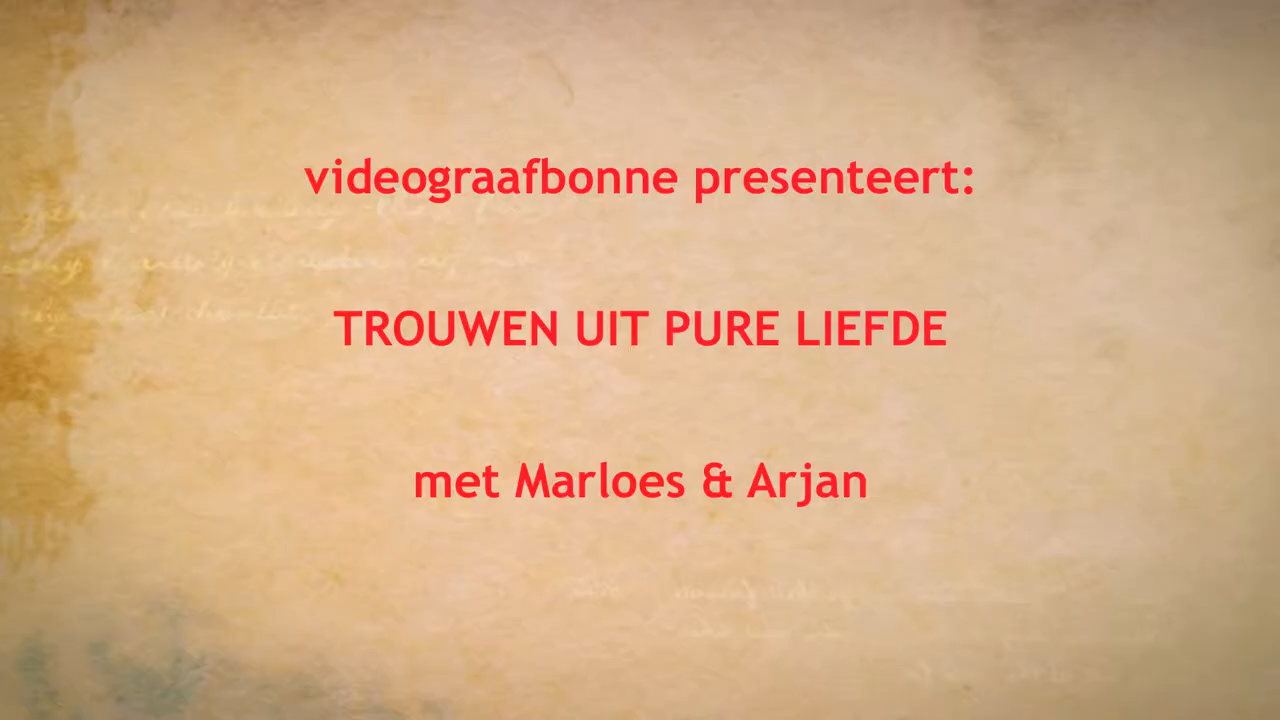 videograafbonne presenteert:
TROUWEN UIT PURE LIEFDE
met Marloes & Arjan